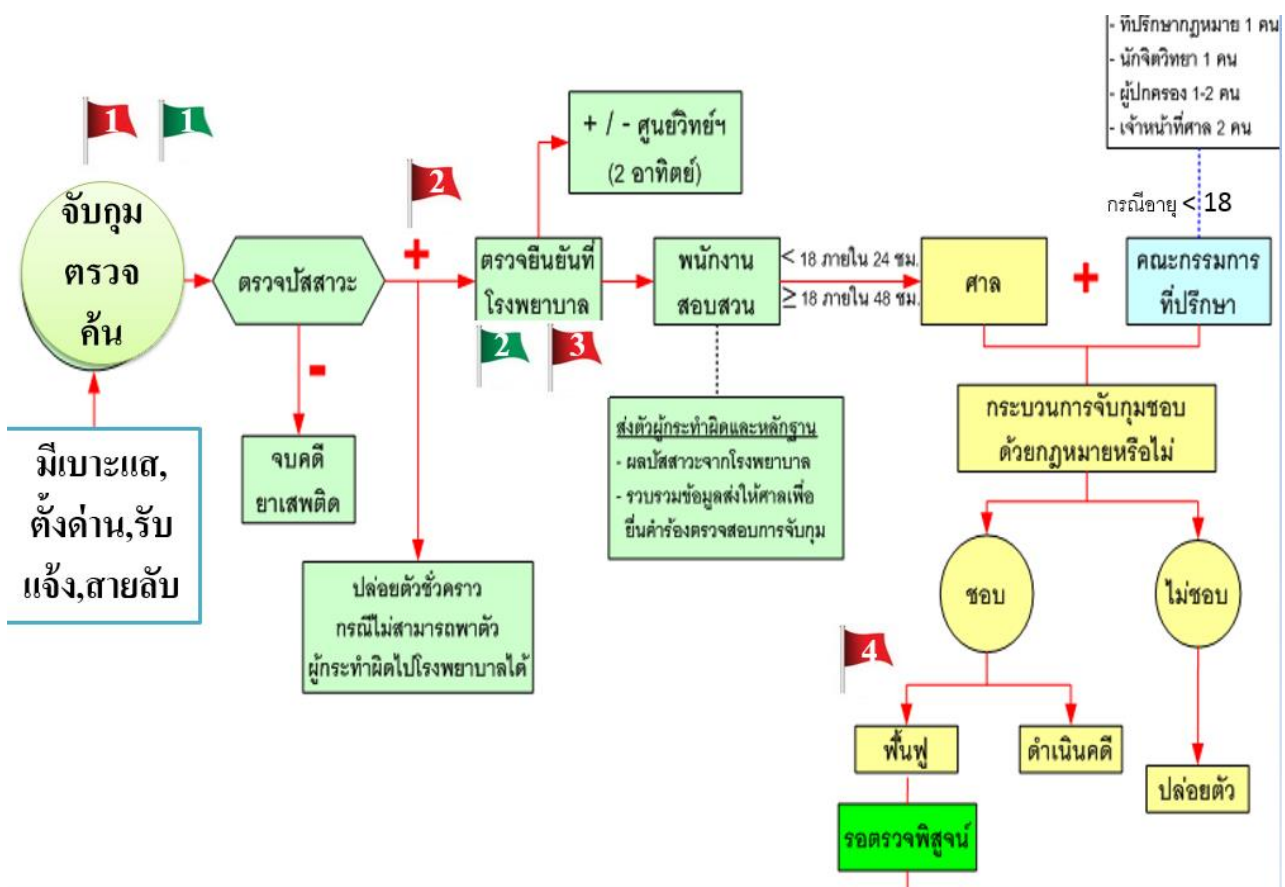 - ที่ปรึกษากฎหมาย 1 คน
- นักจิตวิทยา 1 คน
- ผู้ปกครอง 1-2 คน
- เจ้าหน้าที่ศาล 2 คน
กรณีอายุ < 18
1
1
จับกุม
ตรวจ
ค้น
มีเบาะแส,
ตั้งด่าน,รับ
แจ้ง,สายลับ
ตรวจปัสสาวะ
-
จบคดี
ยาเสพติด
2
+
ปล่อยตัวชั่วคราว
กรณีไม่สามารถพาตัว
ผู้กระทำผิดไปโรงพยาบาลได้
+ / - ศูนย์วิทย์ฯ
(2 อาทิตย์)
ตรวจยืนยันที่
โรงพยาบาล
2
3
พนักงาน
สอบสวน
< 18 ภายใน 24 ชม.
≥ 18 ภายใน 48 ชม.
ส่งตัวผู้กระทำผิดและหลักฐาน
- ผลปัสสาวะจากโรงพยาบาล
- รวบรวมข้อมูลส่งให้ศาลเพื่อ
ยื่นคำร้องตรวจสอบการจับกุม
ศาล
+
คณะกรรมการ
ที่ปรึกษา
กระบวนการจับกุมชอบ
ด้วยกฎหมายหรือไม่
ชอบ
ไม่ชอบ
4
ฟื้นฟู
ดำเนินคดี
ปล่อยตัว
รอตรวจพิสูจน์